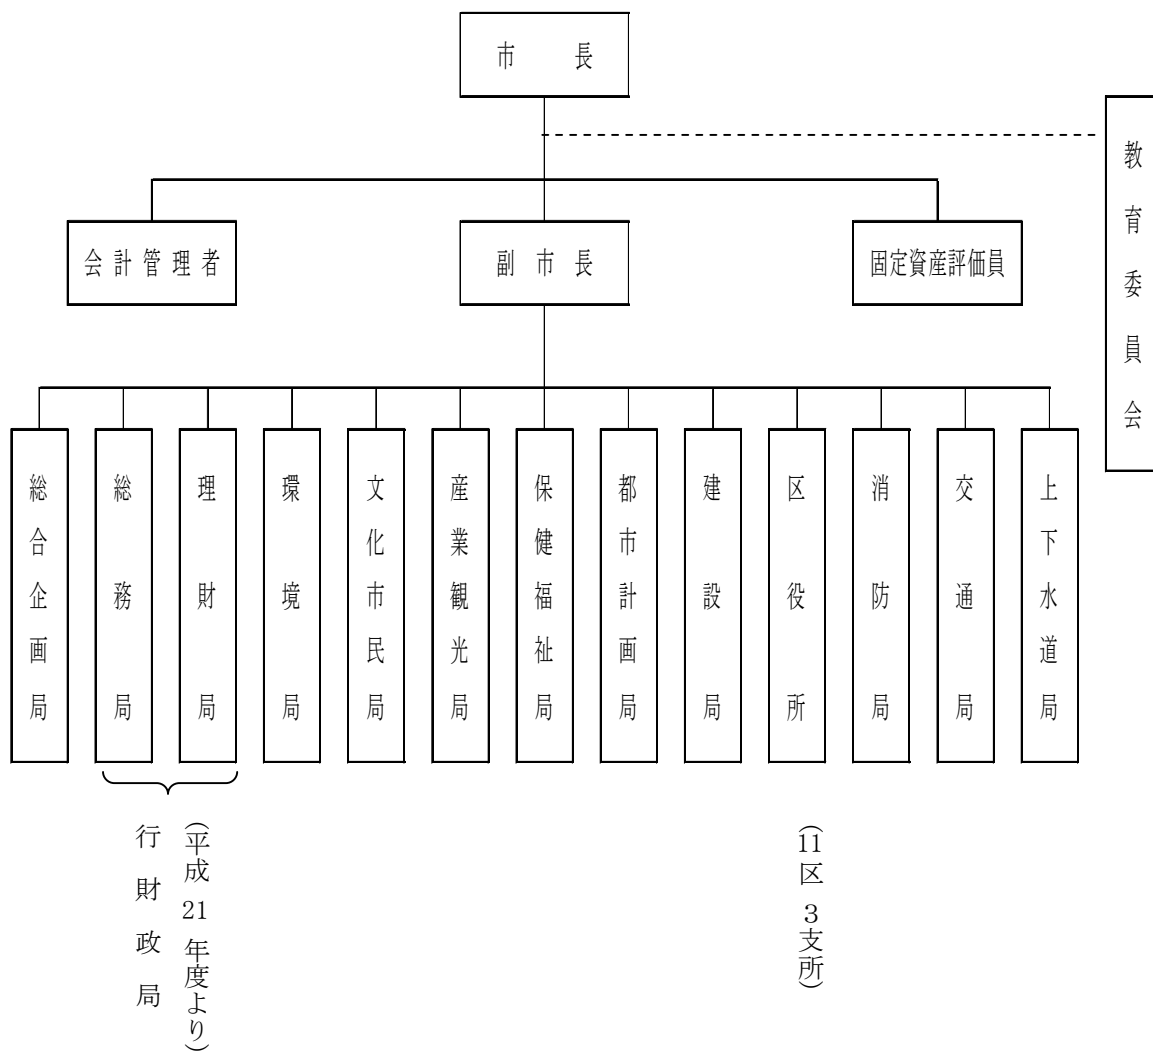 市長
教育委員会
会計管理者
副市長
固定資産評価員
総合企画局
総務局
理財局
環境局
文化市民局
産業観光局
保健福祉局
都市計画局
建設局
区役所
消防局
交通局
上下水道局
(平成21年度より)
行財政局
(11区3支所)